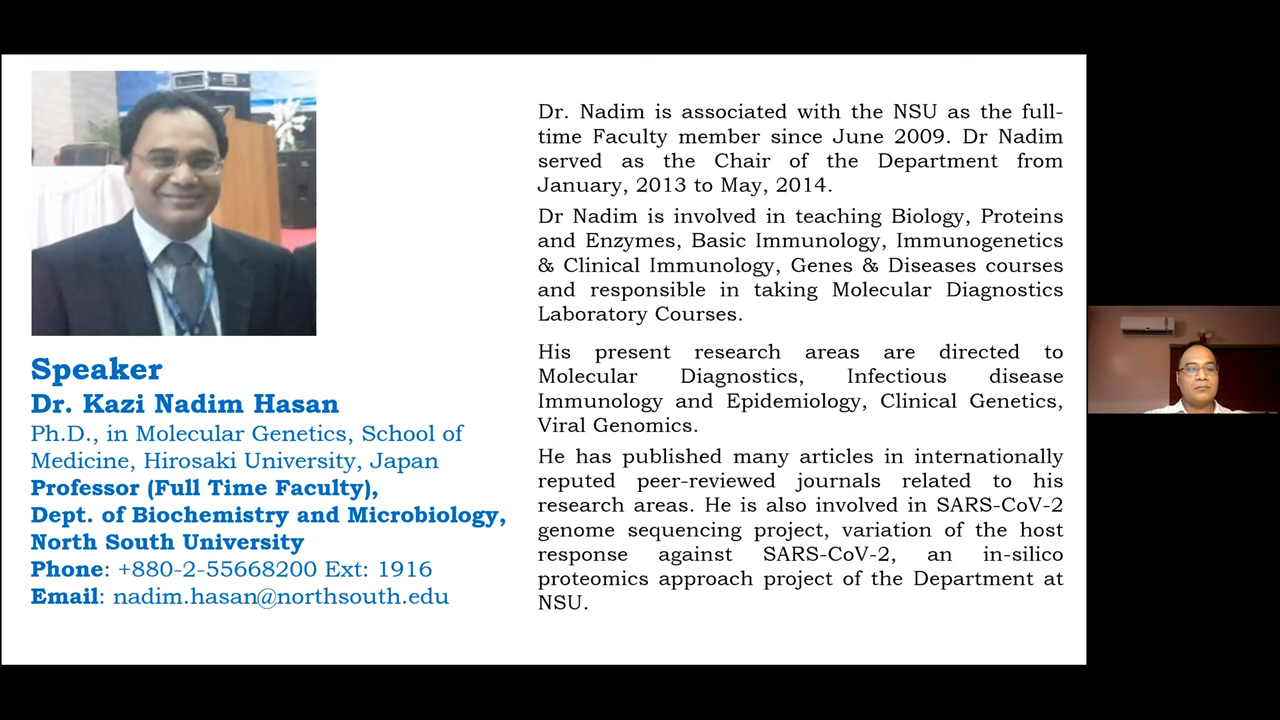 Speaker
Dr. Kazi Nadim Hasan
Ph.D., in Molecular Genetics, School of
Medicine, Hirosaki University, Japan
Professor (Full Time Faculty),
Dept. of Biochemistry and Microbiology,
North South University
Phone: +880-2-55668200 Ext: 1916
Email: nadim.hasan@northsouth.edu
Dr. Nadim is associated with the NSU as the full-
time Faculty member since June 2009. Dr Nadim
served as the Chair of the Department from
January, 2013 to May, 2014.
Dr Nadim is involved in teaching Biology, Proteins
and Enzymes, Basic Immunology, Immunogenetics
& Clinical Immunology, Genes & Diseases courses
and responsible in taking Molecular Diagnostics
Laboratory Courses.
His present research areas are directed to
Molecular Diagnostics, Infectious disease
Immunology and Epidemiology, Clinical Genetics,
Viral Genomics.
He has published many articles in internationally
reputed peer-reviewed journals related to his
research areas. He is also involved in SARS-CoV-2
genome sequencing project, variation of the host
response against SARS-CoV-2, an in-silico
proteomics approach project of the Department at
NSU.